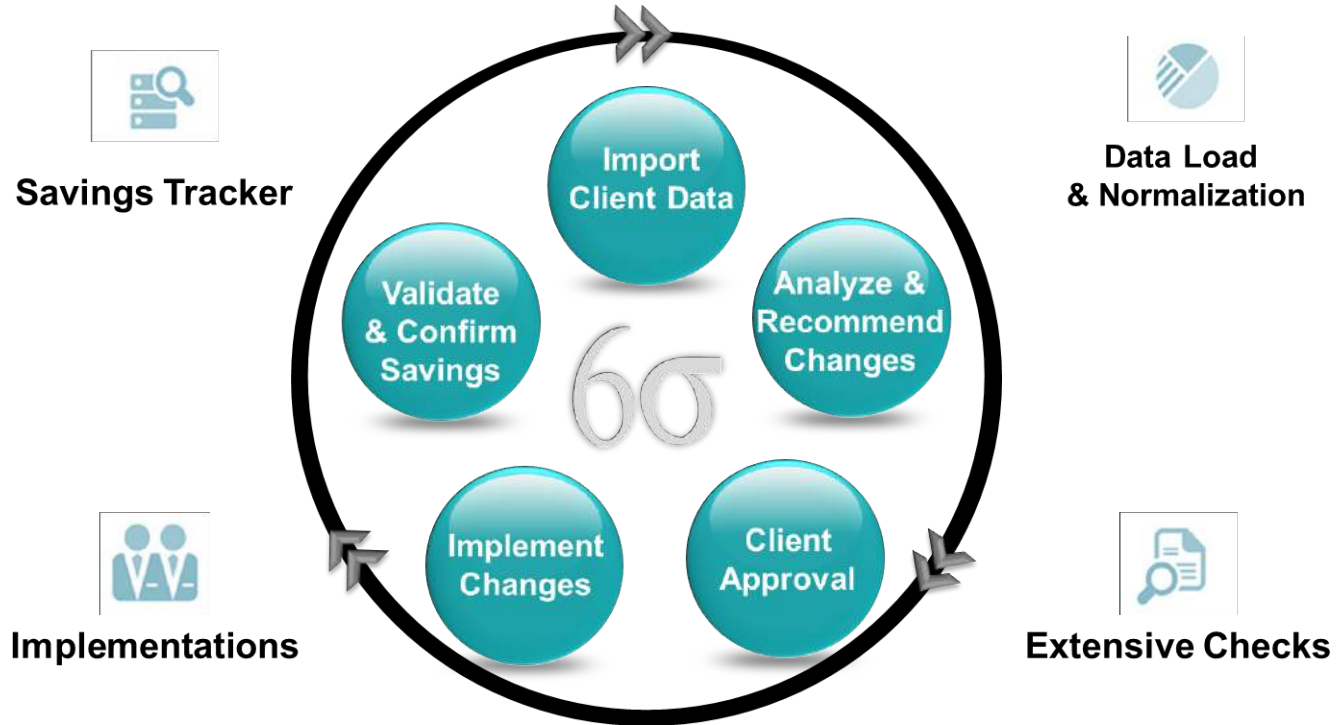 Savings Tracker
Data Load
& Normalization
Import
Client Data
Analyze &
Recommend
Changes
Client
Approval
Implement
Changes
Validate
& Confirm
Savings
6σ
Implementations
Extensive Checks